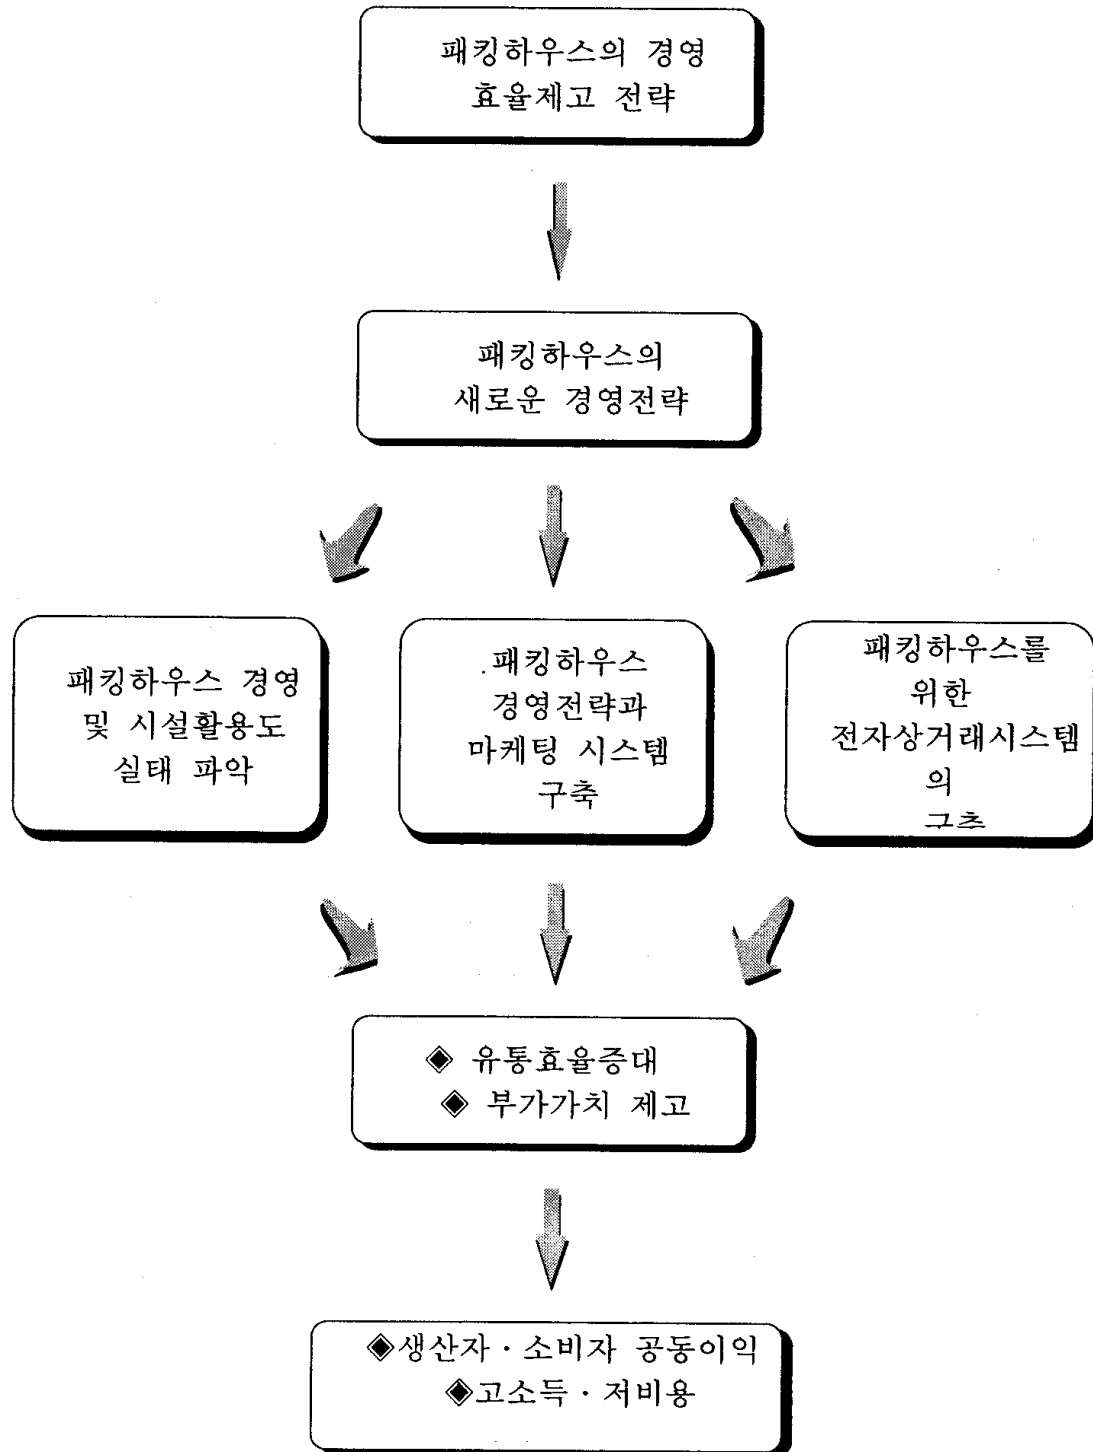 패킹하우스의 경영
효율제고 전략
패킹하우스의
새로운 경영전략
패킹하우스 경영
및 시설활용도
실태 파악
패킹하우스
경영전략과
마케팅 시스템
구축
패킹하우스를
위한
전자상거래시스템
의
구축
◈ 유통효율증대
◈ 부가가치 제고
◈생산자·소비자 공동이익
◈고소득·저비용